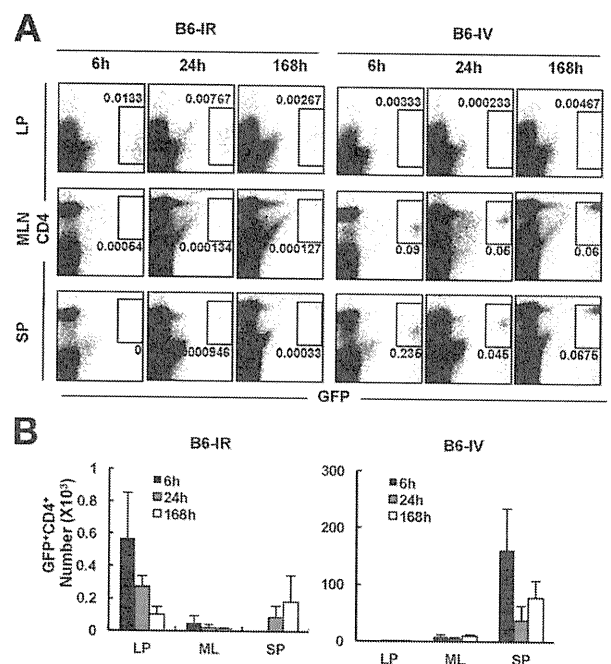 A
B6-IR B6-IV
6h 24h 168h 6h 24h 168h
LP
0.0133 0.00767 0.00267 0.00333 0.000233 0.00467
MLN
CD4
0.00064 0.000134 0.000127 0.09 0.05 0.06
SP
0 000946 0.00033 0.235 0.045 0.0675
GFP
B
B6-IR B6-IV
GFP⁺CD4⁺
Number (X10³)
1
0.8
0.6
0.4
0.2
0
6h
24h
168h
LP ML SP
300
200
100
0
6h
24h
168h
LP ML SP